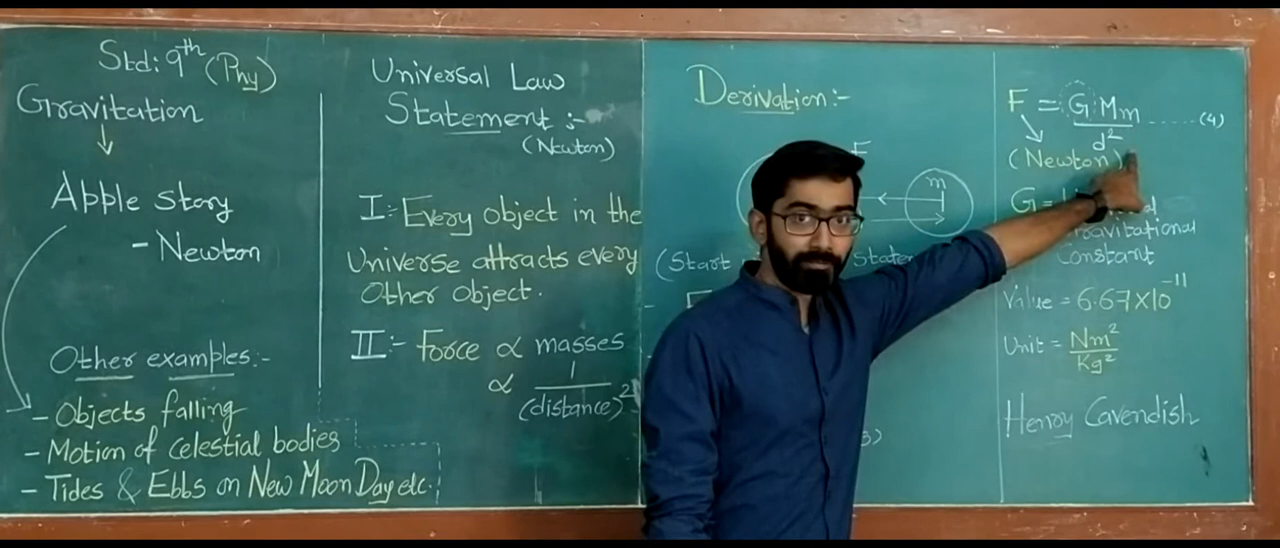 Std: 9th (Phy)
Gravitation
↓
Apple story
- Newton
Other examples:-
- Objects falling
- Motion of celestial bodies
- Tides & Ebbs on New Moon Day etc.
Universal Law
Statement :-
(Newton)
I:- Every object in the
Universe attracts every
Other Object.
II:- Force ∝ masses
∝ 1/(distance)²
Derivation:-
F
m
(Start
F = G Mm/d² ......(4)
(Newton)
G =
Gravitational
Constant
Value = 6.67×10⁻¹¹
Unit = Nm²/Kg²
Henry Cavendish